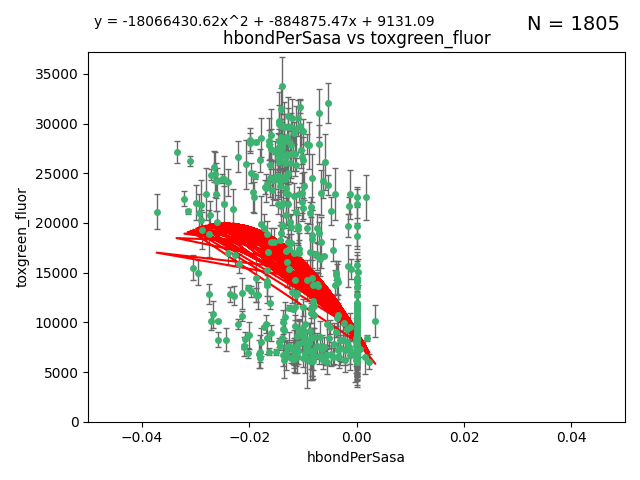 y = -18066430.62x^2 + -884875.47x + 9131.09
N = 1805
hbondPerSasa vs toxgreen_fluor
35000
30000
25000
20000
15000
10000
5000
0
toxgreen_fluor
−0.04
−0.02
0.00
0.02
0.04
hbondPerSasa